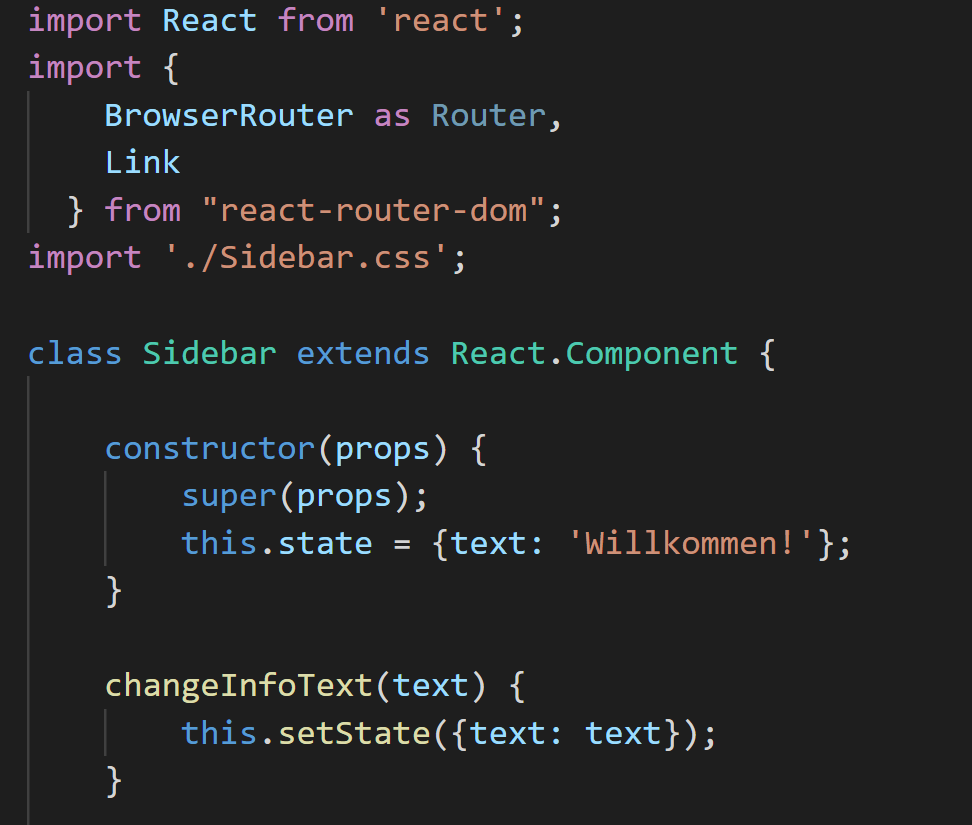 import React from 'react';
import {
    BrowserRouter as Router,
    Link
  } from "react-router-dom";
import './Sidebar.css';

class Sidebar extends React.Component {

    constructor(props) {
        super(props);
        this.state = {text: 'Willkommen!'};
    }

    changeInfoText(text) {
        this.setState({text: text});
    }